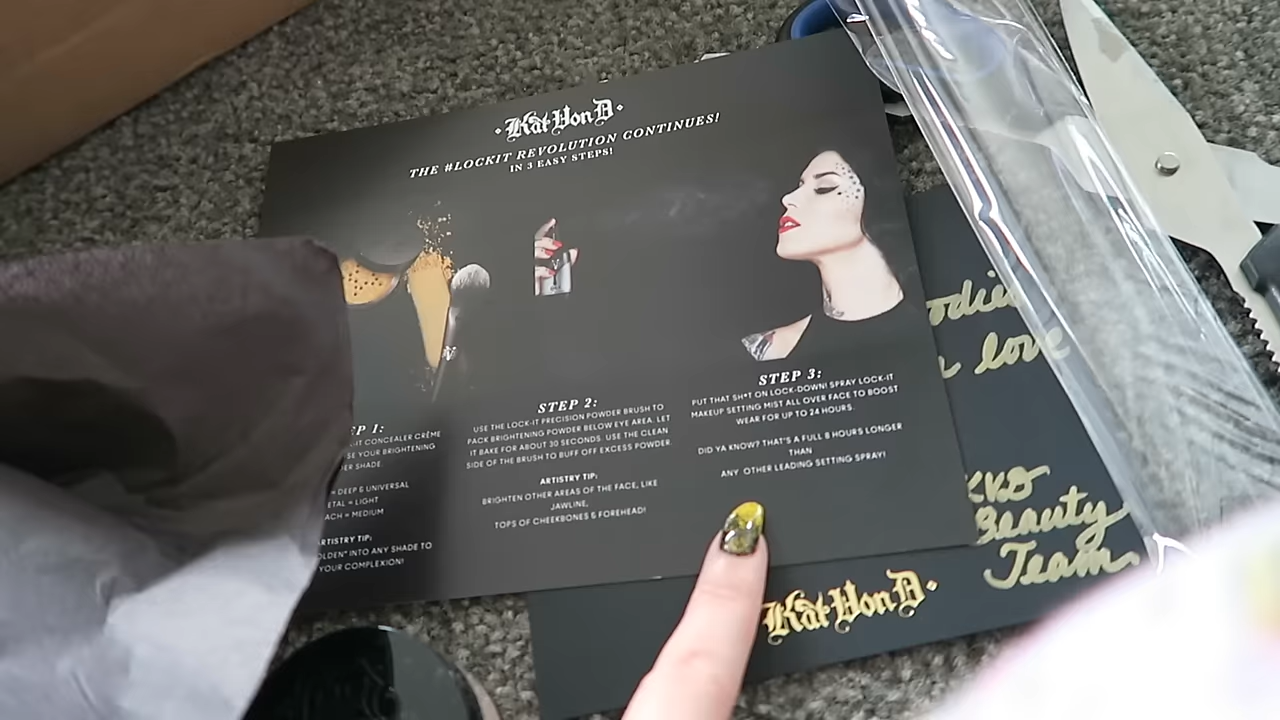 Kat Von D
THE #LOCKIT REVOLUTION CONTINUES!
IN 3 EASY STEPS!
EP 1:
HT CONCEALER CRÈME
SE YOUR BRIGHTENING
DER SHADE.
= DEEP & UNIVERSAL
ETAL = LIGHT
ACH = MEDIUM
ARTISTRY TIP:
OLDEN" INTO ANY SHADE TO
YOUR COMPLEXION!
STEP 2:
USE THE LOCK-IT PRECISION POWDER BRUSH TO
PACK BRIGHTENING POWDER BELOW EYE AREA. LET
IT BAKE FOR ABOUT 30 SECONDS. USE THE CLEAN
SIDE OF THE BRUSH TO BUFF OFF EXCESS POWDER.
ARTISTRY TIP:
BRIGHTEN OTHER AREAS OF THE FACE, LIKE
JAWLINE,
TOPS OF CHEEKBONES & FOREHEAD!
STEP 3:
PUT THAT SH*T ON LOCK-DOWN! SPRAY LOCK-IT
MAKEUP SETTING MIST ALL OVER FACE TO BOOST
WEAR FOR UP TO 24 HOURS.
DID YA KNOW? THAT'S A FULL 8 HOURS LONGER
THAN
ANY OTHER LEADING SETTING SPRAY!
love
Beauty
Team
Kat Von D